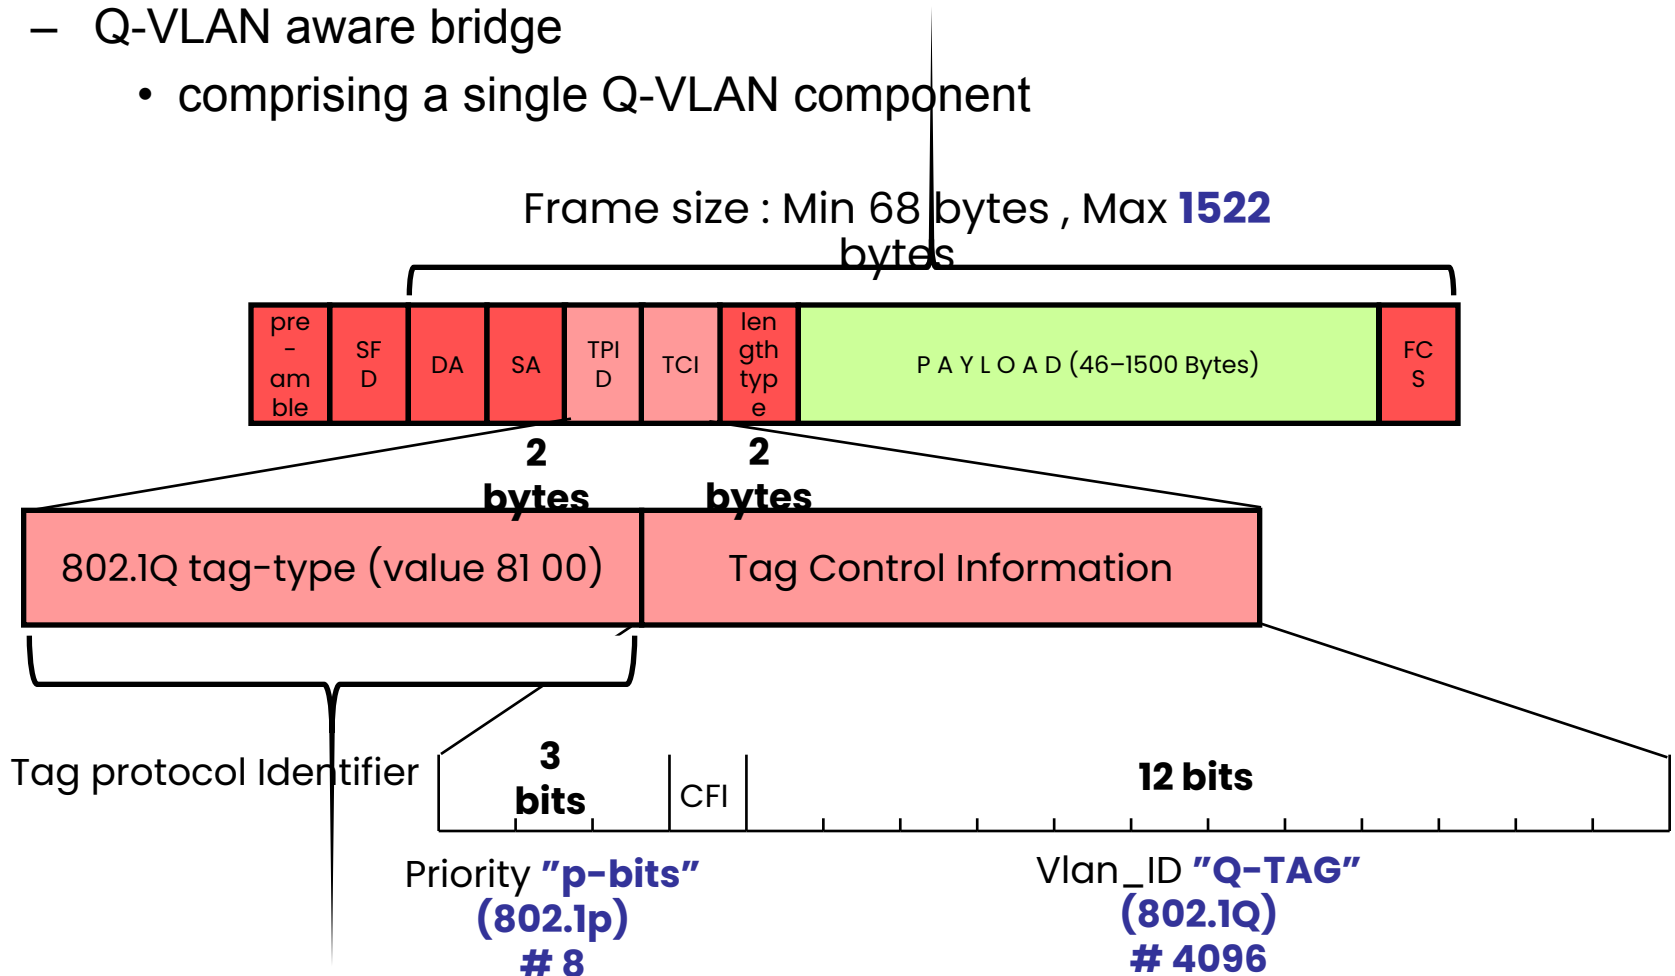 – Q-VLAN aware bridge
• comprising a single Q-VLAN component
Frame size : Min 68 bytes , Max 1522
bytes
pre
-
am
ble
SF
D
DA
SA
TPI
D
TCI
len
gth
typ
e
P A Y L O A D (46–1500 Bytes)
FC
S
2
bytes
2
bytes
802.1Q tag-type (value 81 00)
Tag Control Information
Tag protocol Identifier
3
bits
CFI
12 bits
Priority ”p-bits”
(802.1p)
# 8
Vlan_ID ”Q-TAG”
(802.1Q)
# 4096